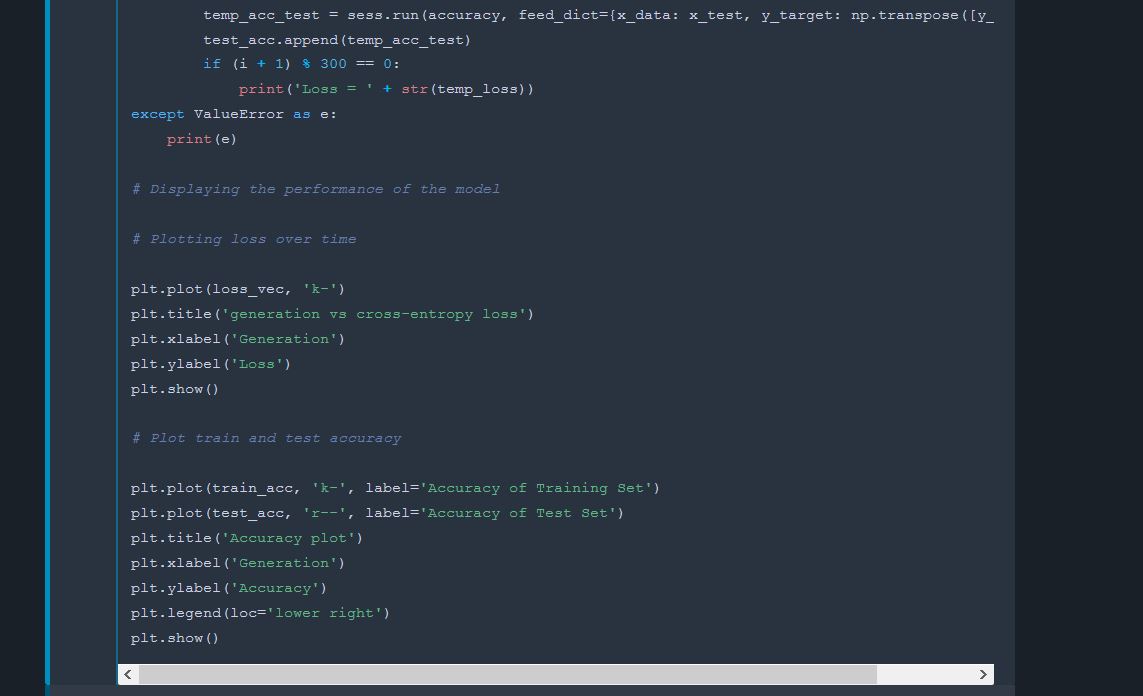 temp_acc_test = sess.run(accuracy, feed_dict={x_data: x_test, y_target: np.transpose([y_
test_acc.append(temp_acc_test)
if (i + 1) % 300 == 0:
print('Loss = ' + str(temp_loss))
except ValueError as e:
print(e)
# Displaying the performance of the model
# Plotting loss over time
plt.plot(loss_vec, 'k-')
plt.title('generation vs cross-entropy loss')
plt.xlabel('Generation')
plt.ylabel('Loss')
plt.show()
# Plot train and test accuracy
plt.plot(train_acc, 'k-', label='Accuracy of Training Set')
plt.plot(test_acc, 'r--', label='Accuracy of Test Set')
plt.title('Accuracy plot')
plt.xlabel('Generation')
plt.ylabel('Accuracy')
plt.legend(loc='lower right')
plt.show()